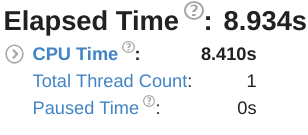 Elapsed Time ?: 8.934s
CPU Time ?: 8.410s
Total Thread Count: 1
Paused Time ?: 0s